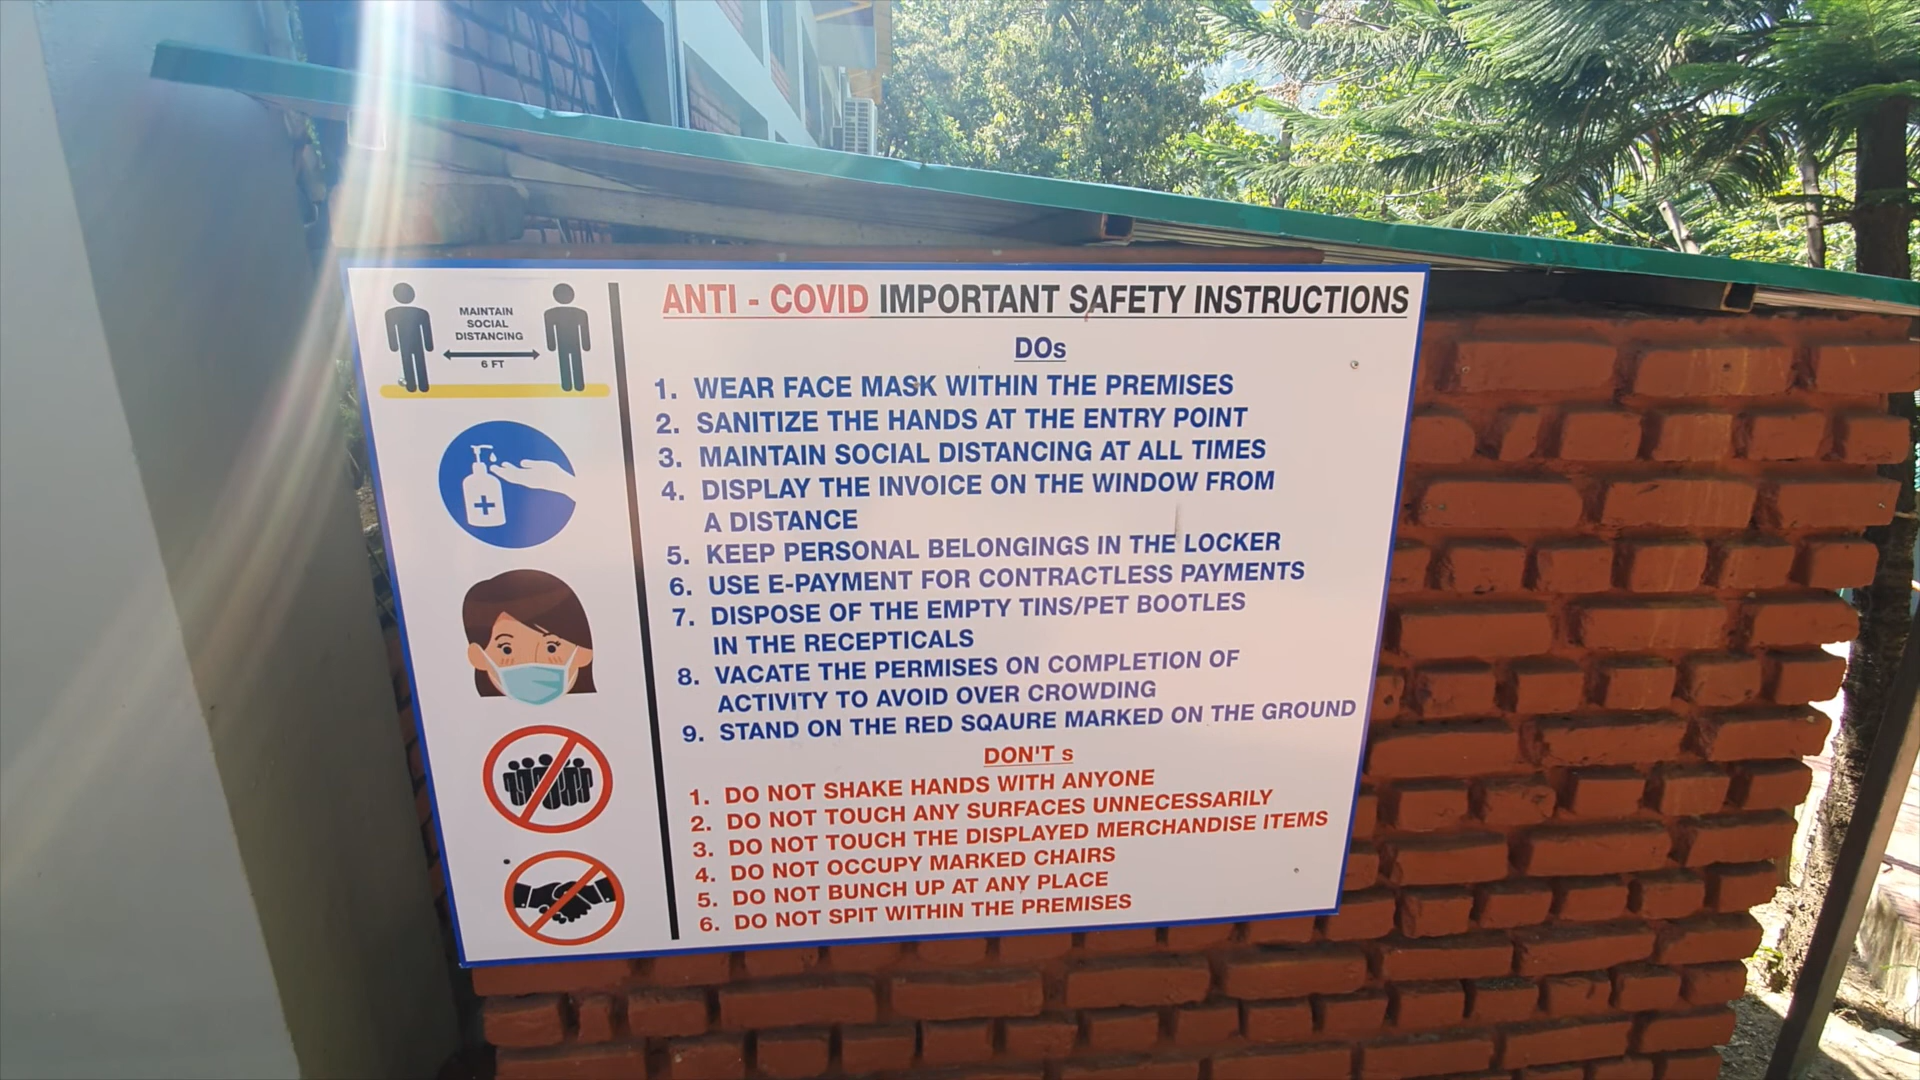 MAINTAIN
SOCIAL
DISTANCING
6 FT
ANTI - COVID IMPORTANT SAFETY INSTRUCTIONS
DOs
1. WEAR FACE MASK WITHIN THE PREMISES
2. SANITIZE THE HANDS AT THE ENTRY POINT
3. MAINTAIN SOCIAL DISTANCING AT ALL TIMES
4. DISPLAY THE INVOICE ON THE WINDOW FROM
A DISTANCE
5. KEEP PERSONAL BELONGINGS IN THE LOCKER
6. USE E-PAYMENT FOR CONTRACTLESS PAYMENTS
7. DISPOSE OF THE EMPTY TINS/PET BOOTLES
IN THE RECEPTICALS
8. VACATE THE PERMISES ON COMPLETION OF
ACTIVITY TO AVOID OVER CROWDING
9. STAND ON THE RED SQAURE MARKED ON THE GROUND
DON'T s
1. DO NOT SHAKE HANDS WITH ANYONE
2. DO NOT TOUCH ANY SURFACES UNNECESSARILY
3. DO NOT TOUCH THE DISPLAYED MERCHANDISE ITEMS
4. DO NOT OCCUPY MARKED CHAIRS
5. DO NOT BUNCH UP AT ANY PLACE
6. DO NOT SPIT WITHIN THE PREMISES